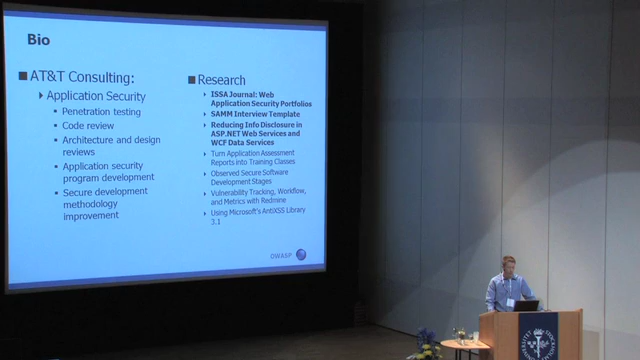 Bio
AT&T Consulting:
Application Security
Penetration testing
Code review
Architecture and design
reviews
Application security
program development
Secure development
methodology
improvement
Research
ISSA Journal: Web
Application Security Portfolios
SAMM Interview Template
Reducing Info Disclosure in
ASP.NET Web Services and
WCF Data Services
Turn Application Assessment
Reports into Training Classes
Observed Secure Software
Development Stages
Vulnerability Tracking, Workflow,
and Metrics with Redmine
Using Microsoft's AntiXSS Library
3.1
OWASP